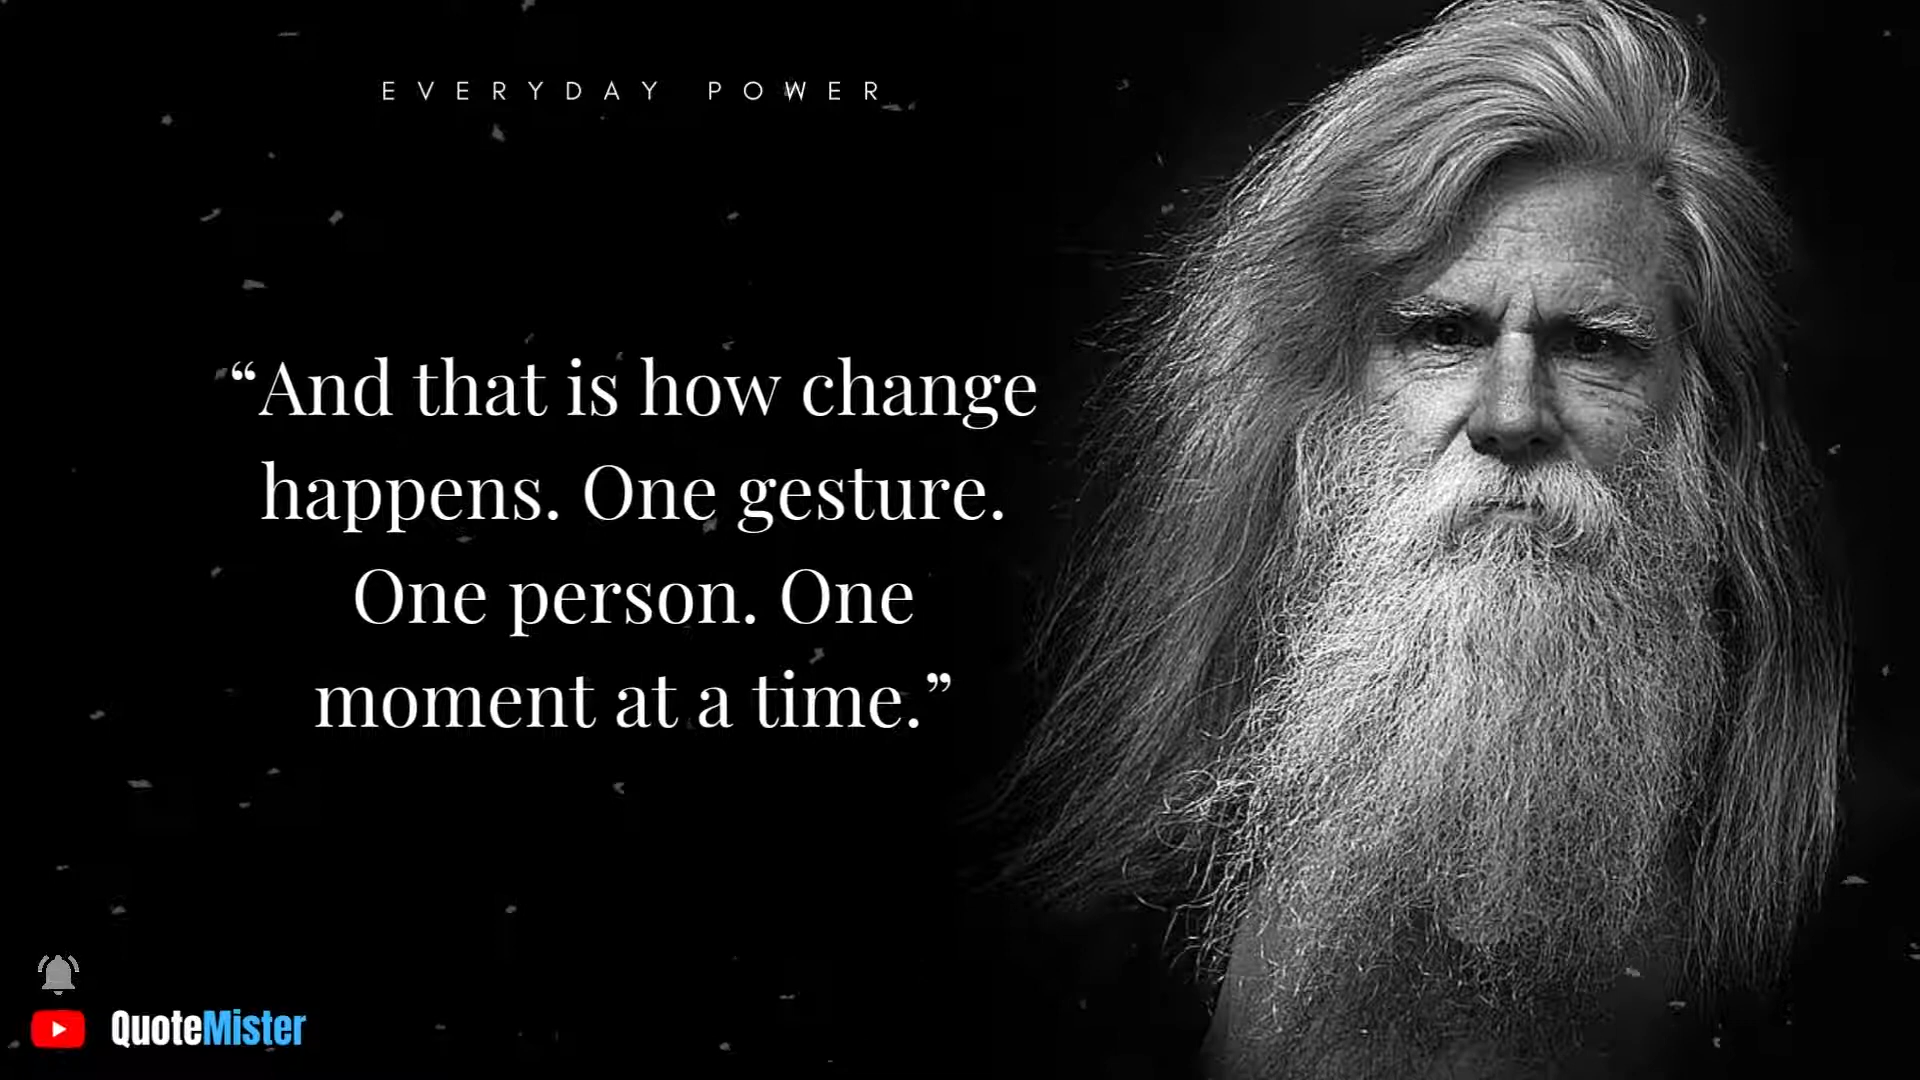 EVERYDAY POWER
“And that is how change
happens. One gesture.
One person. One
moment at a time.”
QuoteMister